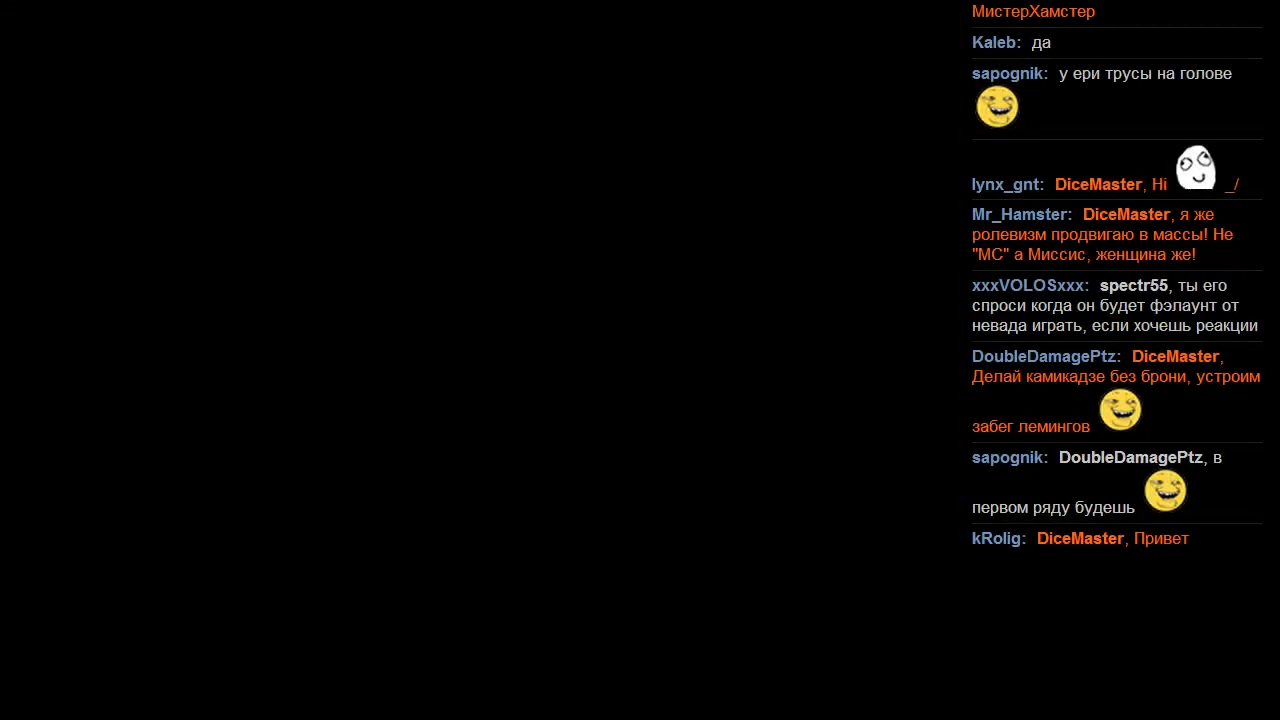 МистерХамстер
Kaleb: да
sapognik: у ери трусы на голове
lynx_gnt: DiceMaster, Hi _/
Mr_Hamster: DiceMaster, я же
ролевизм продвигаю в массы! Не
"МС" а Миссис, женщина же!
xxxVOLOSxxx: spectr55, ты его
спроси когда он будет фэлаунт от
невада играть, если хочешь реакции
DoubleDamagePtz: DiceMaster,
Делай камикадзе без брони, устроим
забег лемингов
sapognik: DoubleDamagePtz, в
первом ряду будешь
kRolig: DiceMaster, Привет